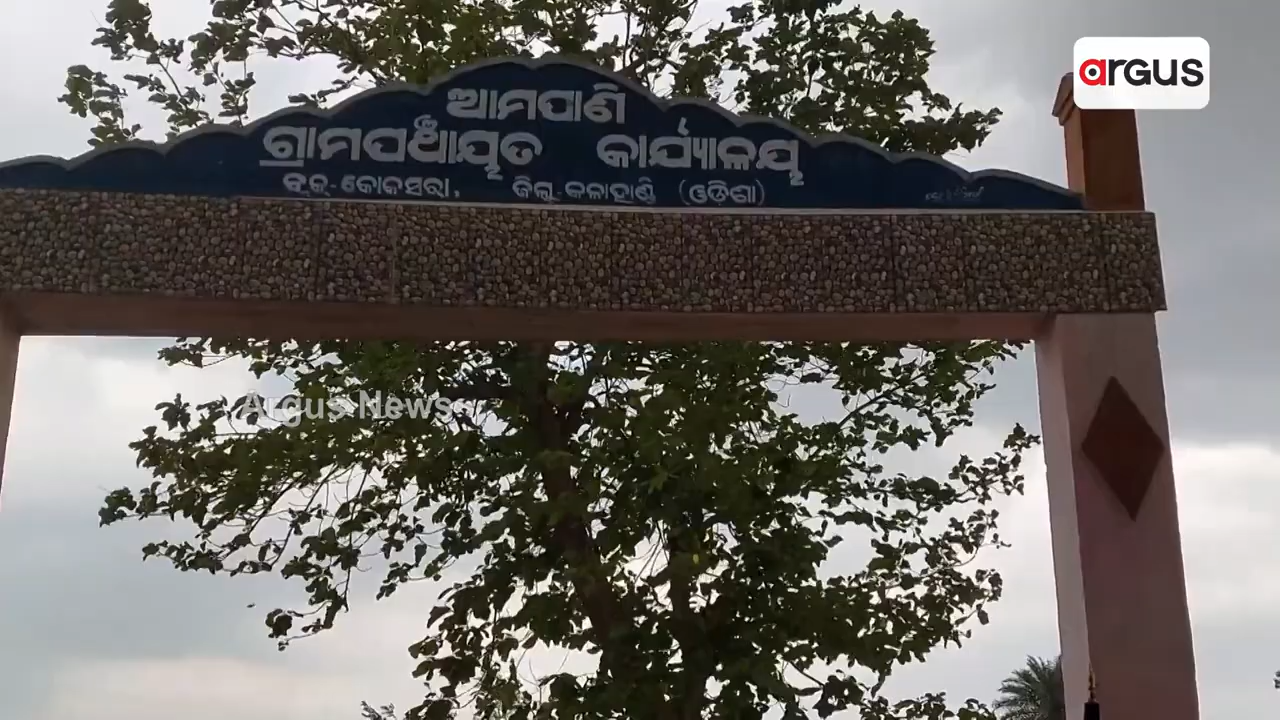 argus
ଆମପାଣି
ଗ୍ରାମପଞ୍ଚାୟତ କାର୍ଯ୍ୟାଳୟ
ବ୍ଲକ୍-କୋକସରା, ଜିଲ୍ଲା-କଳାହାଣ୍ଡି (ଓଡ଼ିଶା)
Argus News